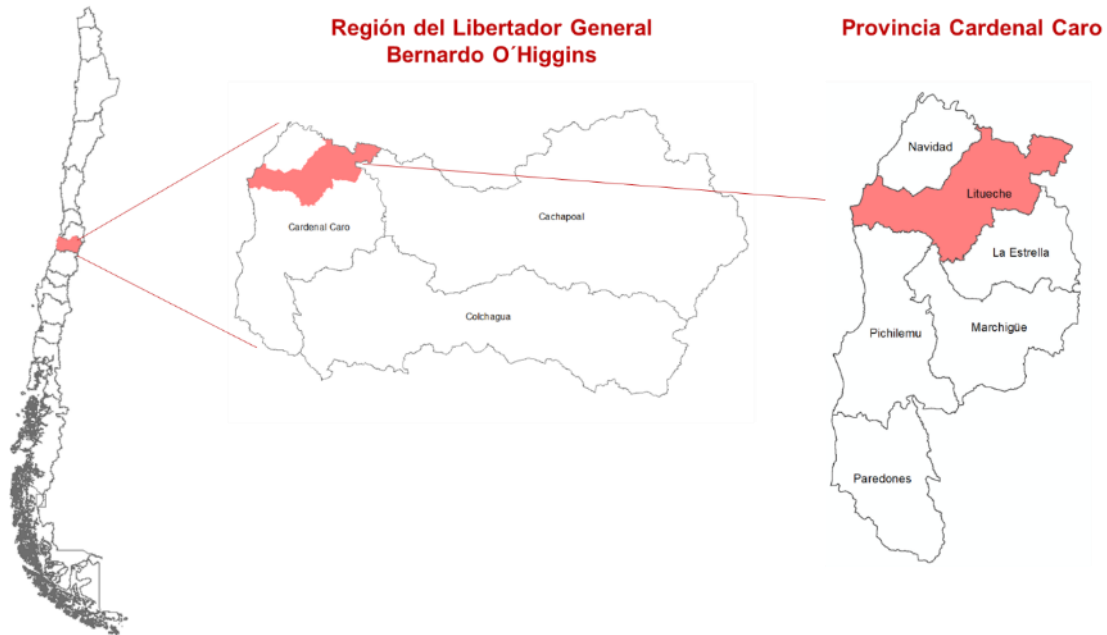 Región del Libertador General
Bernardo O´Higgins
Provincia Cardenal Caro
Cardenal Caro
Cachapoal
Colchagua
Navidad
Litueche
La Estrella
Pichilemu
Marchigüe
Paredones